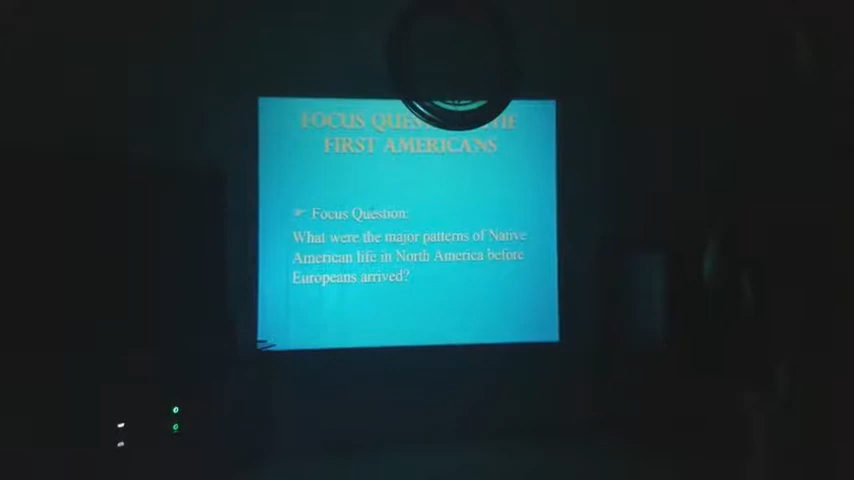 FOCUS
FIRST AMERICANS
☞ Focus Question:
What were the major patterns of Native
American life in North America before
Europeans arrived?